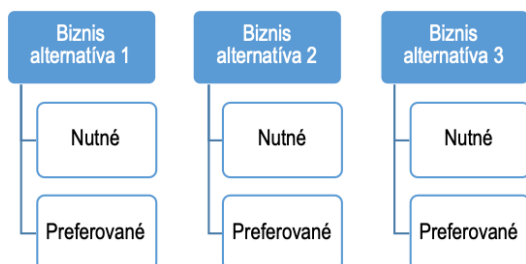 Biznis
alternatíva 1
Nutné
Preferované
Biznis
alternatíva 2
Nutné
Preferované
Biznis
alternatíva 3
Nutné
Preferované